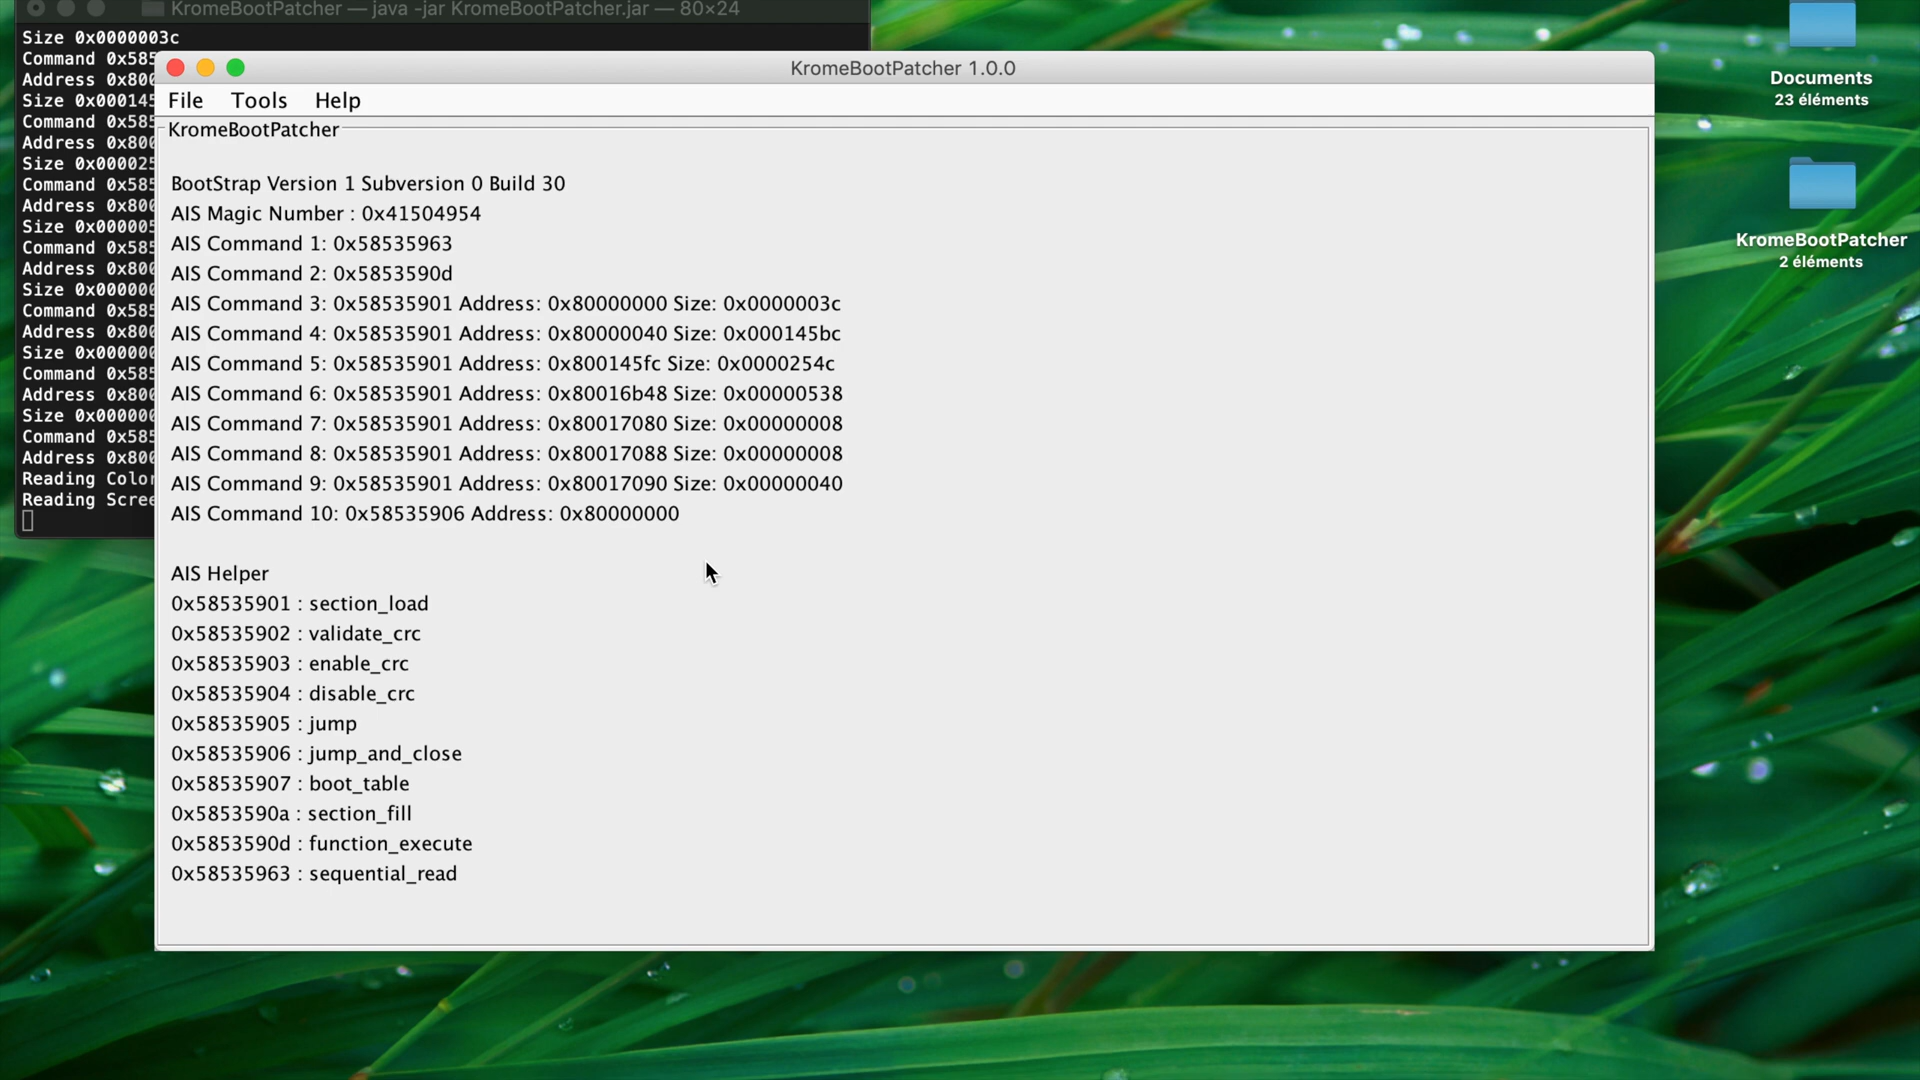 KromeBootPatcher — java -jar KromeBootPatcher.jar — 80×24
Size 0x0000003c
Command 0x585
Address 0x800
Size 0x000145
Command 0x585
Address 0x800
Size 0x000025
Command 0x585
Address 0x800
Size 0x000005
Command 0x585
Address 0x800
Size 0x000000
Command 0x585
Address 0x800
Size 0x000000
Command 0x585
Address 0x800
Size 0x000000
Command 0x585
Address 0x800
Reading Color
Reading Scree
KromeBootPatcher 1.0.0
File Tools Help
KromeBootPatcher
BootStrap Version 1 Subversion 0 Build 30
AIS Magic Number : 0x41504954
AIS Command 1: 0x58535963
AIS Command 2: 0x5853590d
AIS Command 3: 0x58535901 Address: 0x80000000 Size: 0x0000003c
AIS Command 4: 0x58535901 Address: 0x80000040 Size: 0x000145bc
AIS Command 5: 0x58535901 Address: 0x800145fc Size: 0x0000254c
AIS Command 6: 0x58535901 Address: 0x80016b48 Size: 0x00000538
AIS Command 7: 0x58535901 Address: 0x80017080 Size: 0x00000008
AIS Command 8: 0x58535901 Address: 0x80017088 Size: 0x00000008
AIS Command 9: 0x58535901 Address: 0x80017090 Size: 0x00000040
AIS Command 10: 0x58535906 Address: 0x80000000
AIS Helper
0x58535901 : section_load
0x58535902 : validate_crc
0x58535903 : enable_crc
0x58535904 : disable_crc
0x58535905 : jump
0x58535906 : jump_and_close
0x58535907 : boot_table
0x5853590a : section_fill
0x5853590d : function_execute
0x58535963 : sequential_read
Documents
23 éléments
KromeBootPatcher
2 éléments